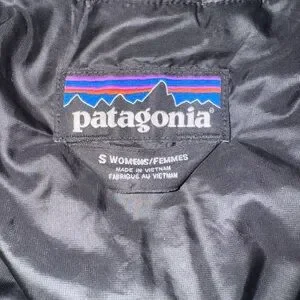 patagonia
S WOMENS/FEMMES
MADE IN VIETNAM
FABRIQUÉ AU VIETNAM